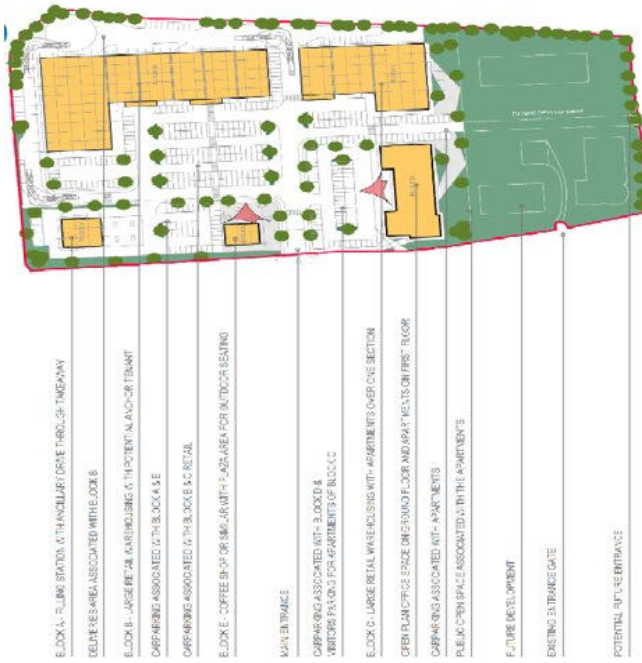 BLOCK A - FILLING STATION WITH ANCILLARY DRIVE THROUGH TAKEAWAY
DELIVERIES AREA ASSOCIATED WITH BLOCK B
BLOCK B - LARGE RETAIL WAREHOUSING WITH POTENTIAL ANCHOR TENANT
CARPARKING ASSOCIATED WITH BLOCK A & E
CARPARKING ASSOCIATED WITH BLOCK B & C RETAIL
BLOCK E - COFFEE SHOP OR SIMILAR WITH PLAZA AREA FOR OUTDOOR SEATING
MAIN ENTRANCE
CARPARKING ASSOCIATED WITH BLOCK D &
VISITORS PARKING FOR APARTMENTS OF BLOCK C
BLOCK C - LARGE RETAIL WAREHOUSING WITH APARTMENTS OVER ONE SECTION
OPEN PLAN OFFICE SPACE ON GROUND FLOOR AND APARTMENTS ON FIRST FLOOR
CARPARKING ASSOCIATED WITH APARTMENTS
PUBLIC OPEN SPACE ASSOCIATED WITH THE APARTMENTS
FUTURE DEVELOPMENT
EXISTING ENTRANCE GATE
POTENTIAL FUTURE ENTRANCE